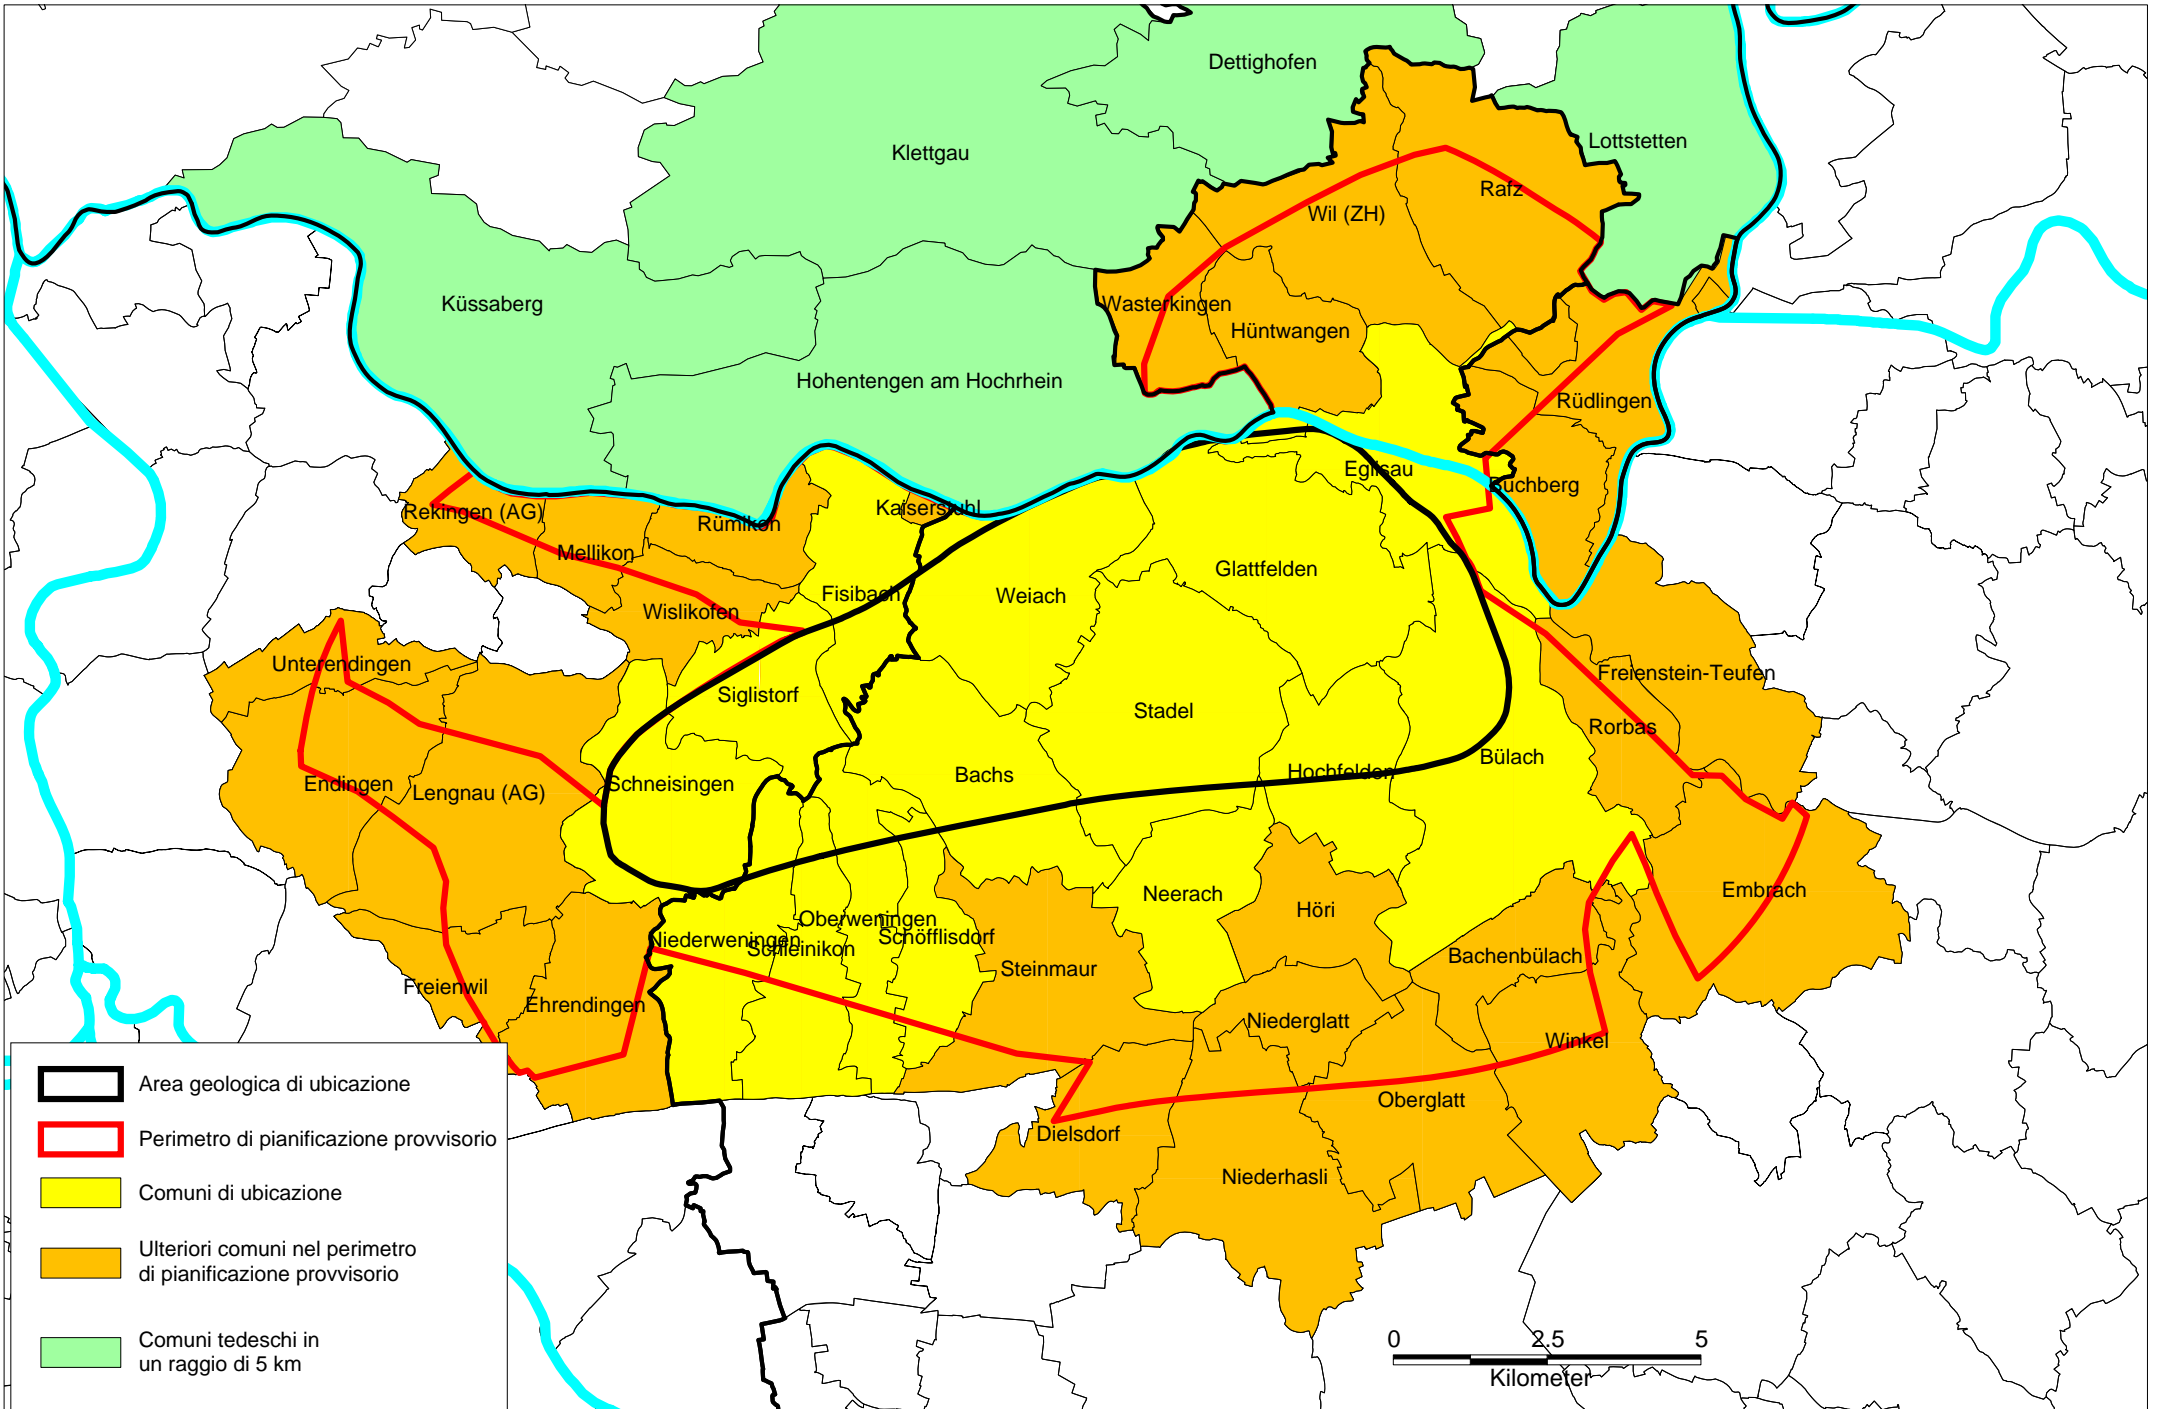 Dettighofen
Klettgau
Lottstetten
Rafz
Wil (ZH)
Küssaberg
Wasterkingen
Hüntwangen
Hohentengen am Hochrhein
Rüdlingen
Eglisau
Buchberg
Kaiserstuhl
Rekingen (AG)
Rümikon
Mellikon
Glattfelden
Fisibach
Weiach
Wislikofen
Unterendingen
Freienstein-Teufen
Siglistorf
Stadel
Rorbas
Bülach
Hochfelden
Bachs
Endingen
Lengnau (AG)
Schneisingen
Embrach
Neerach
Höri
Oberweningen
Niederweningen
Schöfflisdorf
Schleinikon
Bachenbülach
Steinmaur
Freienwil
Ehrendingen
Niederglatt
Winkel
Oberglatt
Dielsdorf
Niederhasli
Area geologica di ubicazione
Perimetro di pianificazione provvisorio
Comuni di ubicazione
Ulteriori comuni nel perimetro
di pianificazione provvisorio
Comuni tedeschi in
un raggio di 5 km
0 2.5 5
Kilometer